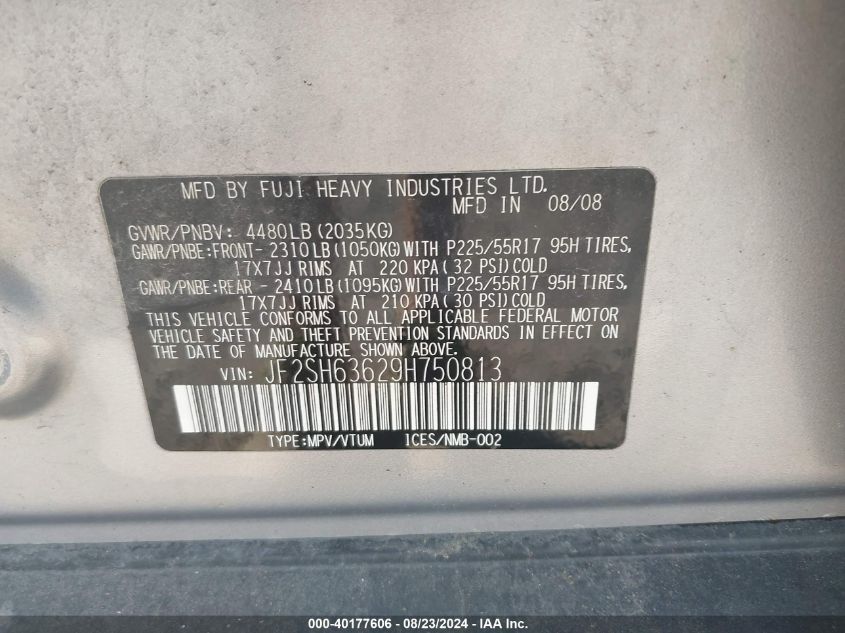 MFD BY FUJI HEAVY INDUSTRIES LTD.
MFD IN 08/08
GVWR/PNBV: 4480LB (2035KG)
GAWR/PNBE:FRONT- 2310LB(1050KG)WITH P225/55R17 95H TIRES,
17X7JJ RIMS AT 220 KPA( 32 PSI)COLD
GAWR/PNBE:REAR - 2410LB(1095KG)WITH P225/55R17 95H TIRES,
17X7JJ RIMS AT 210 KPA( 30 PSI)COLD
THIS VEHICLE CONFORMS TO ALL APPLICABLE FEDERAL MOTOR
VEHICLE SAFETY AND THEFT PREVENTION STANDARDS IN EFFECT ON
THE DATE OF MANUFACTURE SHOWN ABOVE.
VIN: JF2SH63629H750813
TYPE:MPV/VTUM ICES/NMB-002
000-40177606 - 08/23/2024 - IAA Inc.